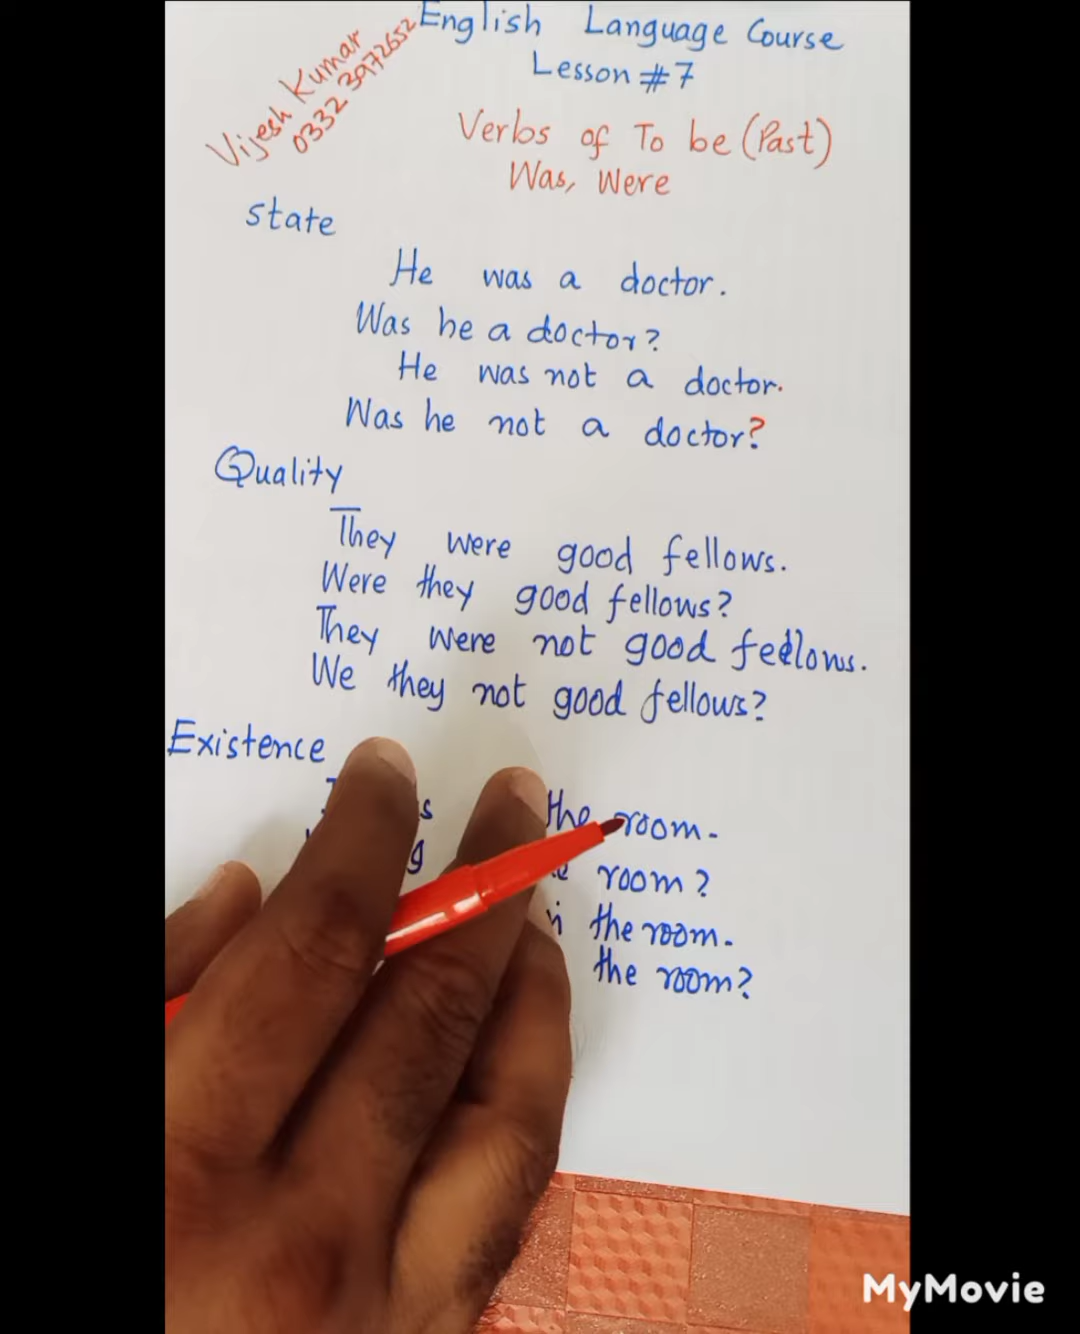 English Language Course
Lesson #7
Vijesh Kumar
0332 3972652
Verbs of To be (Past)
Was, Were
state
He was a doctor.
Was he a doctor?
He was not a doctor.
Was he not a doctor?
Quality
They were good fellows.
Were they good fellows?
They were not good fellows.
We they not good fellows?
Existence
the room.
room?
the room.
the room?
MyMovie